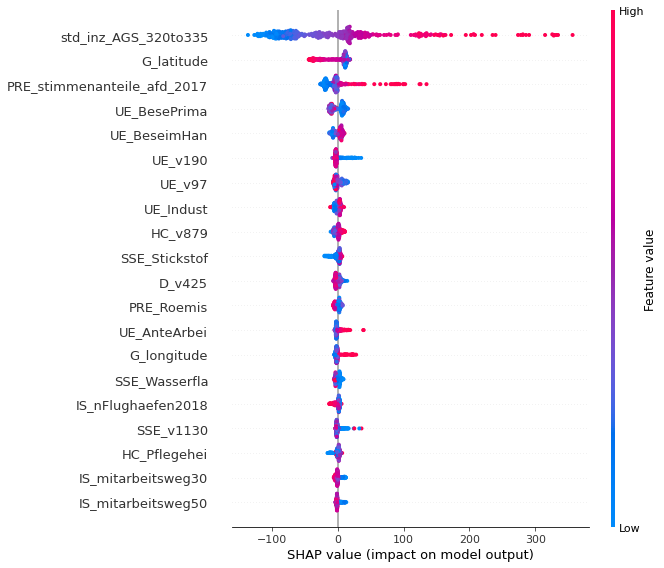 High
std_inz_AGS_320to335
G_latitude
PRE_stimmenanteile_afd_2017
UE_BesePrima
UE_BeseimHan
UE_v190
UE_v97
UE_Indust
HC_v879
SSE_Stickstof
D_v425
PRE_Roemis
UE_AnteArbei
G_longitude
SSE_Wasserfla
IS_nFlughaefen2018
SSE_v1130
HC_Pflegehei
IS_mitarbeitsweg30
IS_mitarbeitsweg50
Feature value
Low
−100 0 100 200 300
SHAP value (impact on model output)